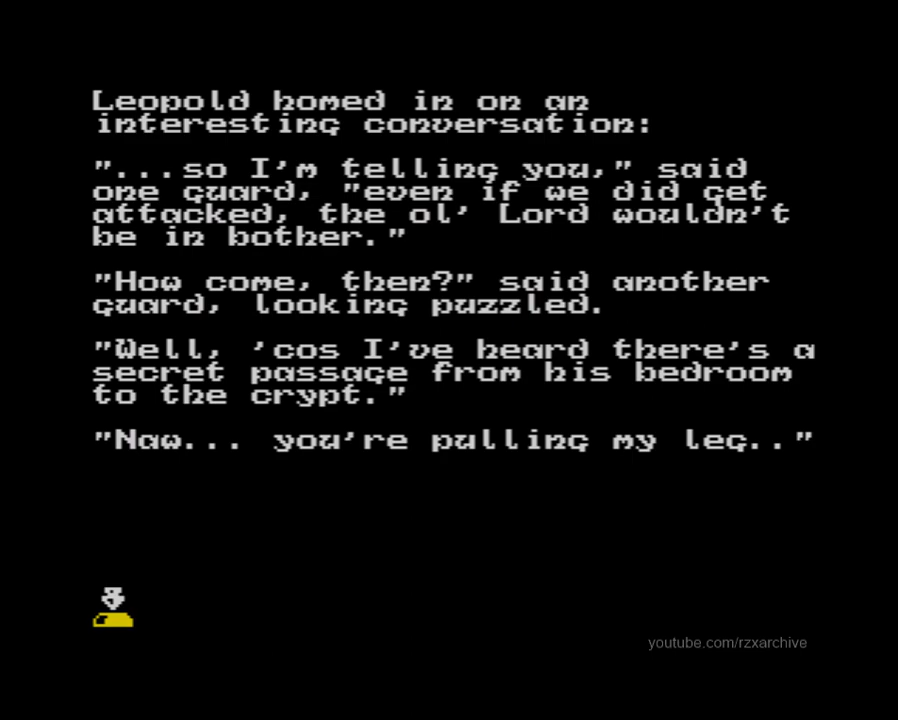 Leopold homed in on an
interesting conversation:
"...so I'm telling you," said
one guard, "even if we did get
attacked, the ol' Lord wouldn't
be in bother."
"How come, then?" said another
guard, looking puzzled.
"Well, 'cos I've heard there's a
secret passage from his bedroom
to the crypt."
"Naw... you're pulling my leg.."
youtube.com/rzxarchive